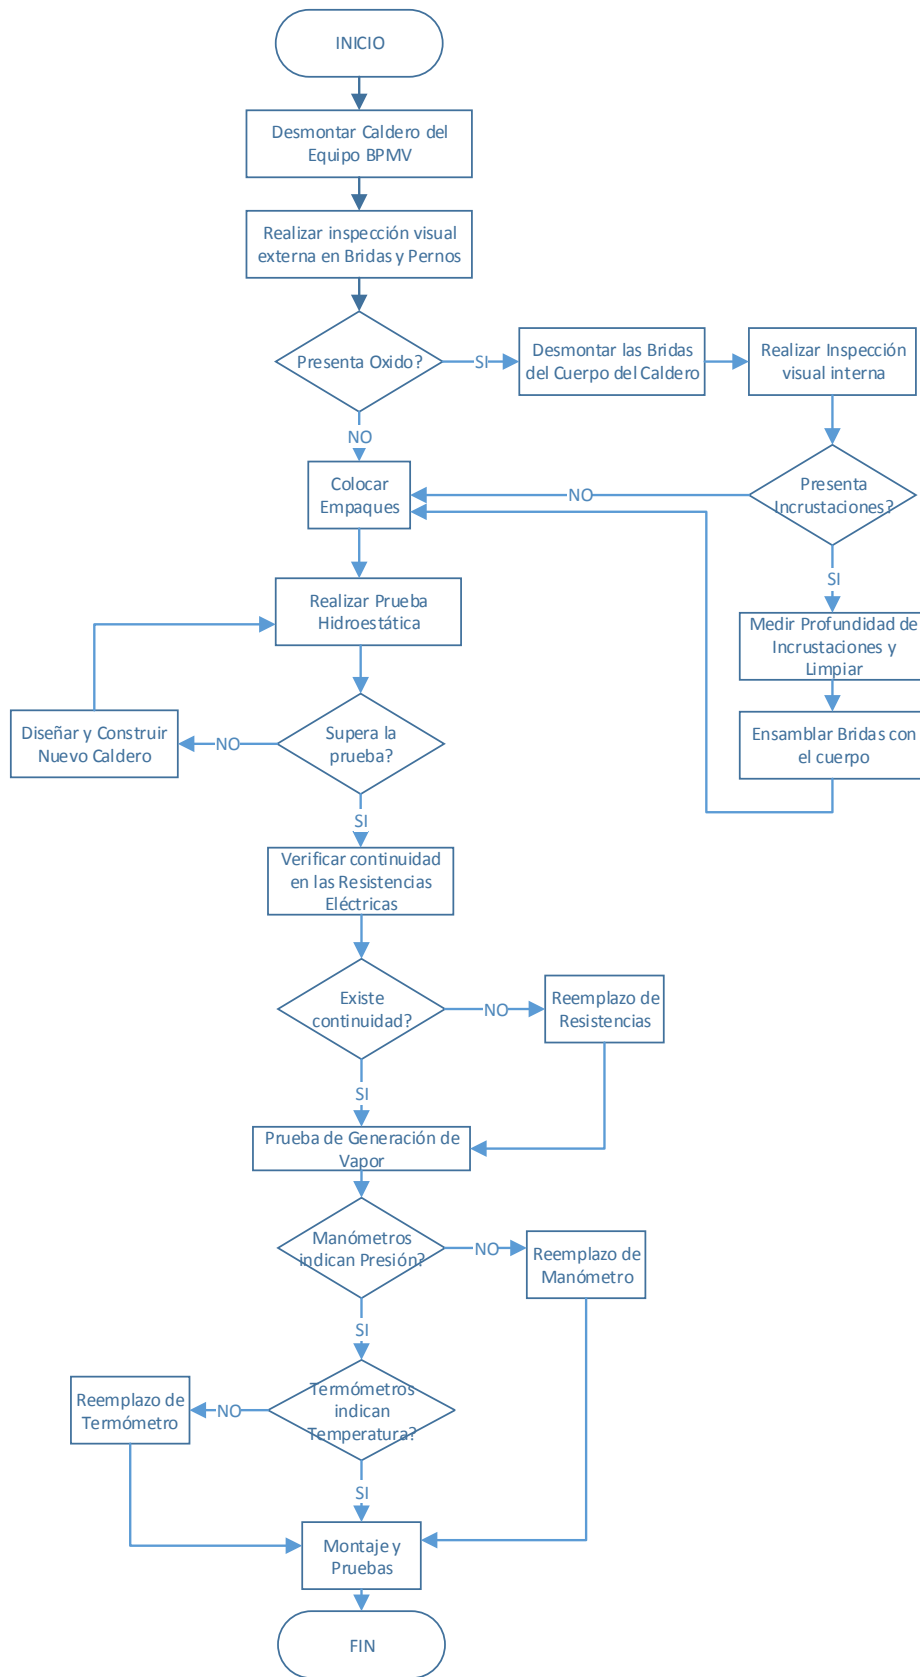 INICIO
Desmontar Caldero del
Equipo BPMV
Realizar inspección visual
externa en Bridas y Pernos
Presenta Oxido?
SI
Desmontar las Bridas
del Cuerpo del Caldero
Realizar Inspección
visual interna
NO
Colocar
Empaques
NO
Presenta
Incrustaciones?
SI
Realizar Prueba
Hidroestática
Medir Profundidad de
Incrustaciones y
Limpiar
Diseñar y Construir
Nuevo Caldero
NO
Supera la
prueba?
Ensamblar Bridas con
el cuerpo
SI
Verificar continuidad
en las Resistencias
Eléctricas
Existe
continuidad?
NO
Reemplazo de
Resistencias
SI
Prueba de Generación de
Vapor
Manómetros
indican Presión?
NO
Reemplazo de
Manómetro
SI
Reemplazo de
Termómetro
NO
Termómetros
indican
Temperatura?
SI
Montaje y
Pruebas
FIN